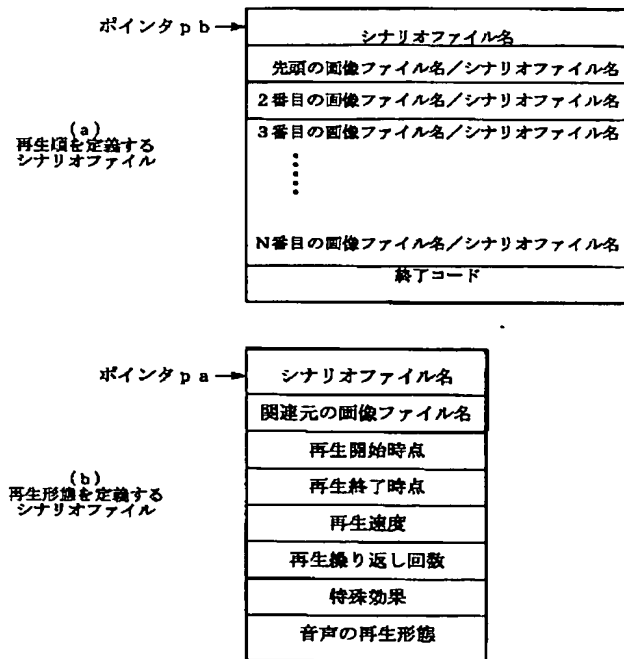 ポインタpb
シナリオファイル名
先頭の画像ファイル名/シナリオファイル名
2番目の画像ファイル名/シナリオファイル名
3番目の画像ファイル名/シナリオファイル名
N番目の画像ファイル名/シナリオファイル名
終了コード
(a)
再生順を定義する
シナリオファイル
ポインタpa
シナリオファイル名
関連元の画像ファイル名
再生開始時点
再生終了時点
再生速度
再生繰り返し回数
特殊効果
音声の再生形態
(b)
再生形態を定義する
シナリオファイル